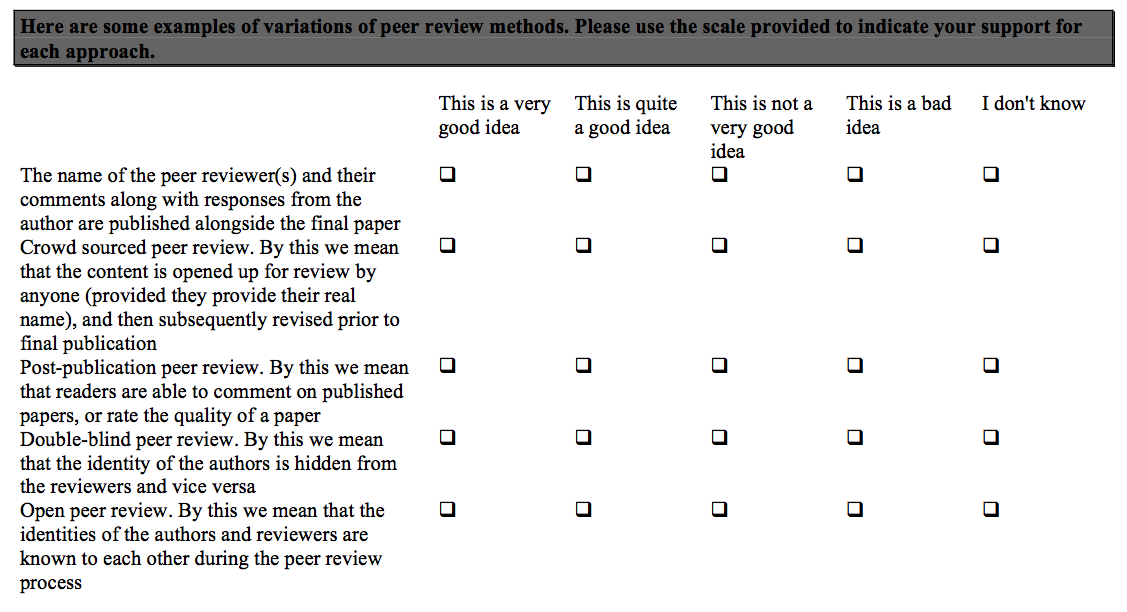 Here are some examples of variations of peer review methods. Please use the scale provided to indicate your support for
each approach.
This is a very good idea
This is quite a good idea
This is not a very good idea
This is a bad idea
I don't know
The name of the peer reviewer(s) and their
comments along with responses from the
author are published alongside the final paper
Crowd sourced peer review. By this we mean
that the content is opened up for review by
anyone (provided they provide their real
name), and then subsequently revised prior to
final publication
Post-publication peer review. By this we mean
that readers are able to comment on published
papers, or rate the quality of a paper
Double-blind peer review. By this we mean
that the identity of the authors is hidden from
the reviewers and vice versa
Open peer review. By this we mean that the
identities of the authors and reviewers are
known to each other during the peer review
process